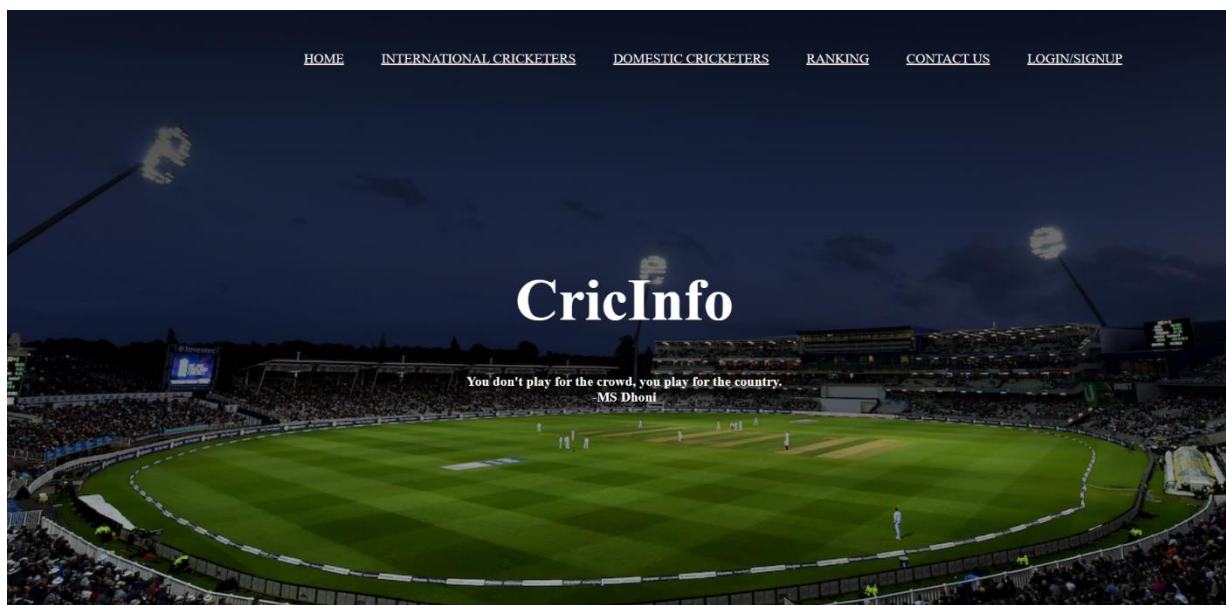 HOME INTERNATIONAL CRICKETERS DOMESTIC CRICKETERS RANKING CONTACT US LOGIN/SIGNUP
CricInfo
Investec
You don't play for the crowd, you play for the country.
-MS Dhoni